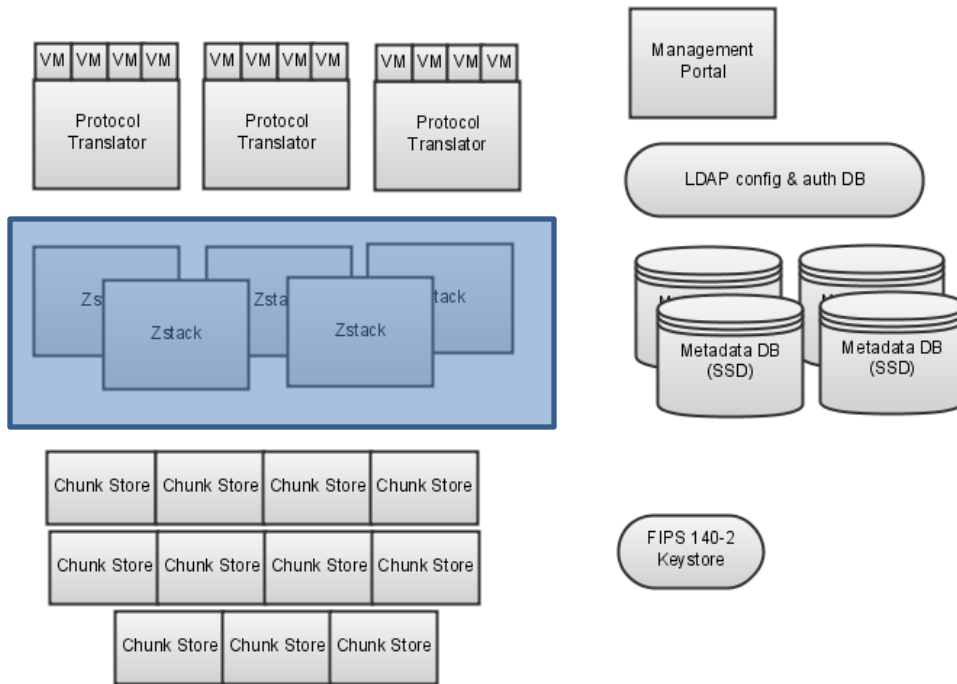 VM VM VM VM
VM VM VM VM
VM VM VM VM
Protocol
Translator
Protocol
Translator
Protocol
Translator
Management
Portal
LDAP config & auth DB
Zstack
Zstack
Metadata DB
(SSD)
Metadata DB
(SSD)
Chunk Store Chunk Store Chunk Store Chunk Store
Chunk Store Chunk Store Chunk Store Chunk Store
Chunk Store Chunk Store Chunk Store
FIPS 140-2
Keystore